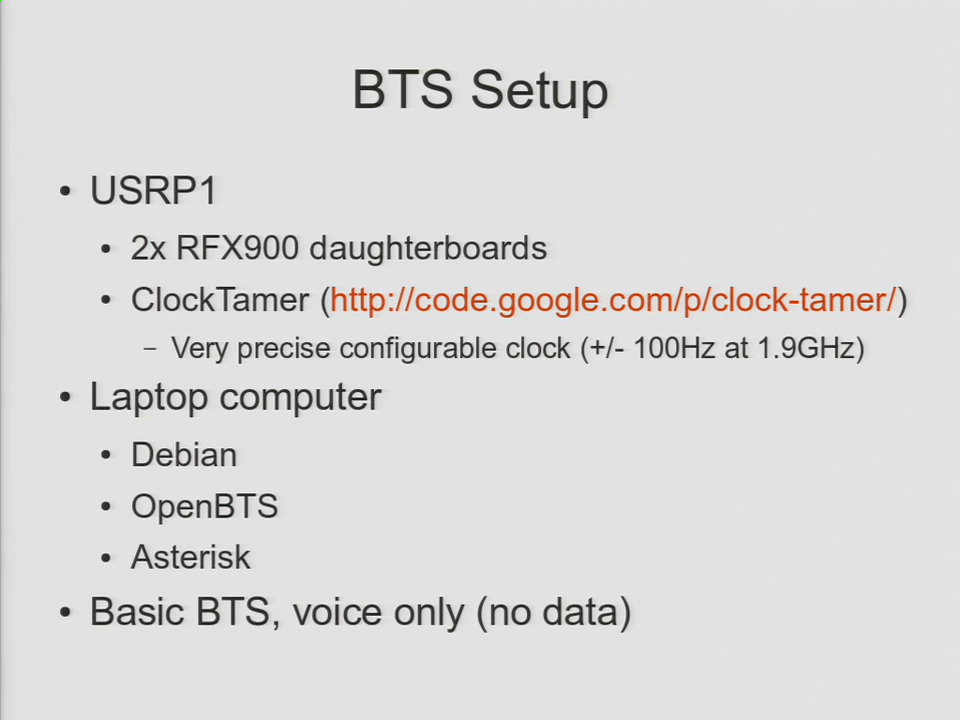 BTS Setup
• USRP1
• 2x RFX900 daughterboards
• ClockTamer (http://code.google.com/p/clock-tamer/)
– Very precise configurable clock (+/- 100Hz at 1.9GHz)
• Laptop computer
• Debian
• OpenBTS
• Asterisk
• Basic BTS, voice only (no data)